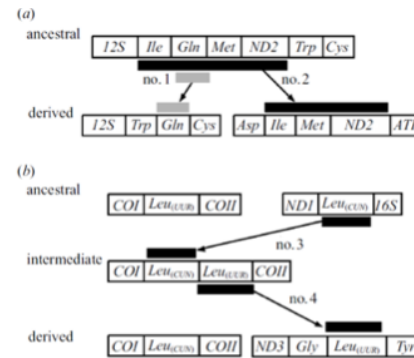 (a)
ancestral
12S Ile Gln Met ND2 Trp Cys
no. 1 no. 2
derived
12S Trp Gln Cys Asp Ile Met ND2 AT
(b)
ancestral
COI Leu(UUR) COII ND1 Leu(CUN) 16S
no. 3
intermediate
COI Leu(CUN) Leu(UUR) COII
no. 4
derived
COI Leu(CUN) COII ND3 Gly Leu(UUR) Tyr